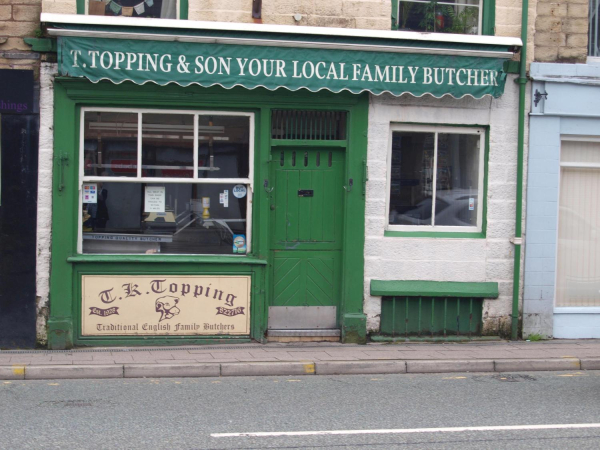 T. TOPPING & SON YOUR LOCAL FAMILY BUTCHER
T.K. Topping
Traditional English Family Butchers